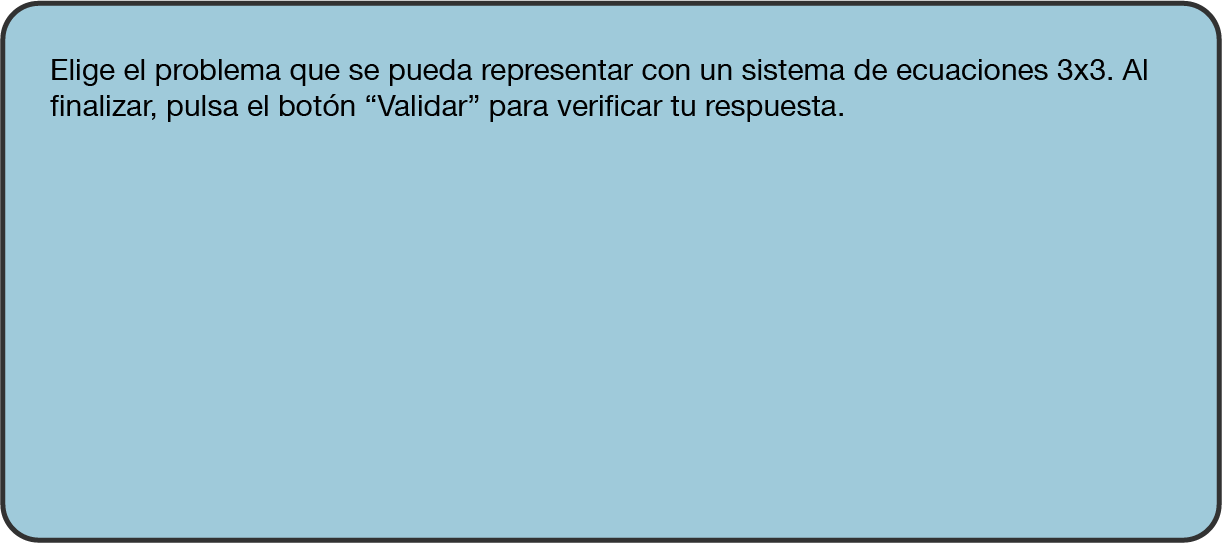 Elige el problema que se pueda representar con un sistema de ecuaciones 3x3. Al
finalizar, pulsa el botón “Validar” para verificar tu respuesta.